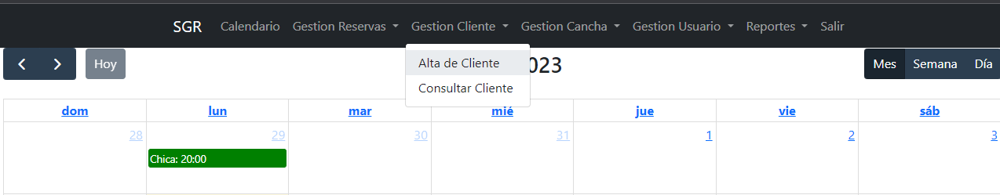 SGR Calendario Gestion Reservas Gestion Cliente Gestion Cancha Gestion Usuario Reportes Salir
Alta de Cliente
Consultar Cliente
Hoy
023
Mes Semana Día
dom lun mar mié jue vie sáb
28 29 30 31 1 2 3
Chica: 20:00